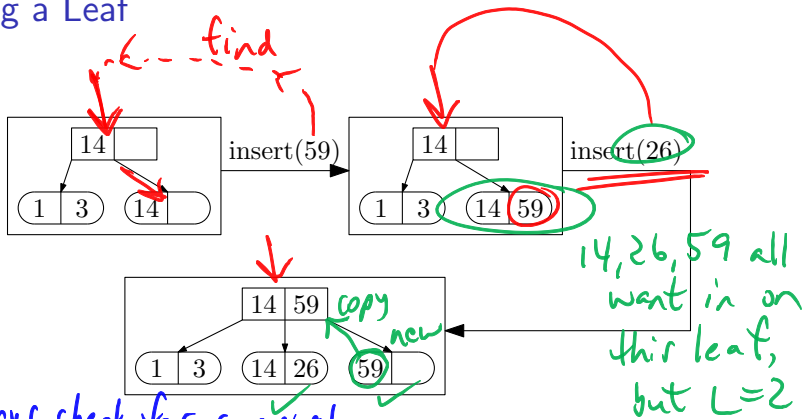 g a Leaf
find
14
insert(59)
14
insert(26)
1 3 14
1 3 14 59
14, 26, 59 all
want in on
this leaf,
but L=2
14 59
copy
new
1 3 14 26 59
check